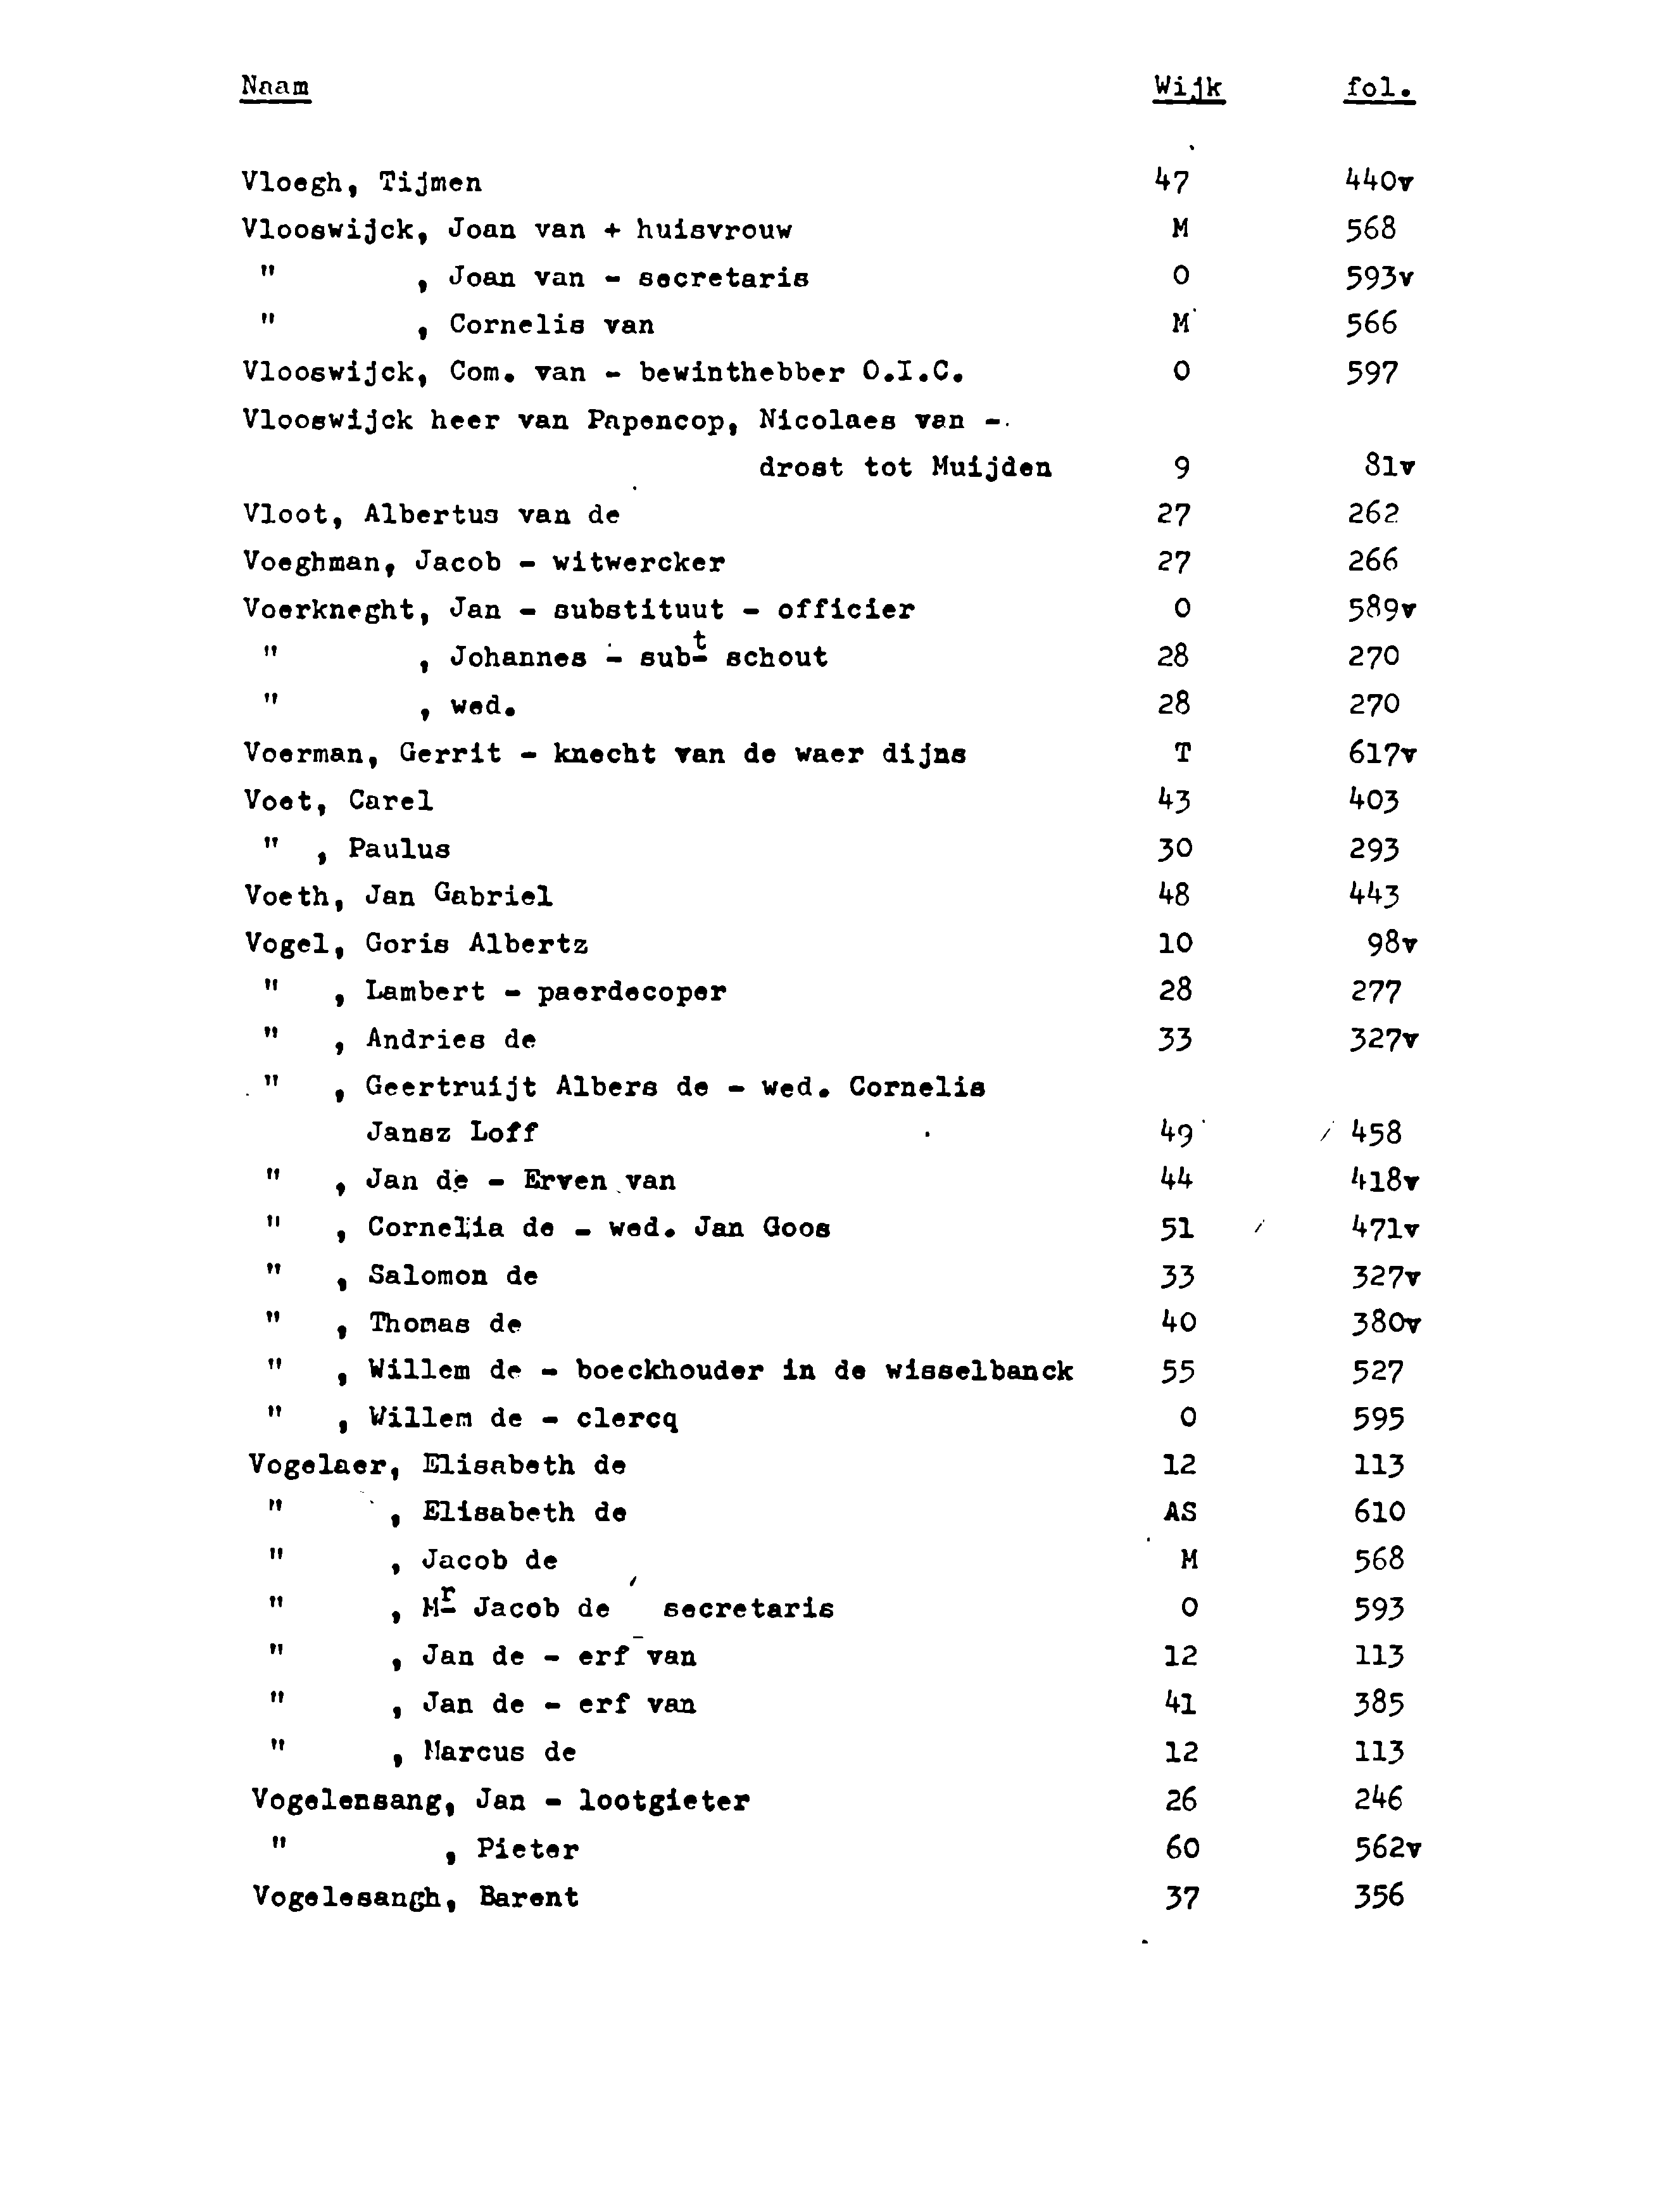 Naam Wijk fol.
Vloegh, Tijmen 47 440v
Vlooswijck, Joan van + huisvrouw M 568
" , Joan van - secretaris O 593v
" , Cornelis van M 566
Vlooswijck, Com. van - bewinthebber O.I.C. O 597
Vlooswijck heer van Papencop, Nicolaes van -
drost tot Muijden 9 81v
Vloot, Albertus van de 27 262
Voeghman, Jacob - witwercker 27 266
Voerkneght, Jan - substituut - officier O 589v
" , Johannes - subt schout 28 270
" , wed. 28 270
Voerman, Gerrit - knecht van de waer dijns T 617v
Voet, Carel 43 403
" , Paulus 30 293
Voeth, Jan Gabriel 48 443
Vogel, Goris Albertz 10 98v
" , Lambert - paerdecoper 28 277
" , Andries de 33 327v
" , Geertruijt Albers de - wed. Cornelis
Jansz Loff 49 458
" , Jan de - Erven van 44 418v
" , Cornelia de - wed. Jan Goos 51 471v
" , Salomon de 33 327v
" , Thomas de 40 380v
" , Willem de - boeckhouder in de wisselbanck 55 527
" , Willem de - clercq O 595
Vogelaer, Elisabeth de 12 113
" , Elisabeth de AS 610
" , Jacob de M 568
" , Mr Jacob de secretaris O 593
" , Jan de - erf van 12 113
" , Jan de - erf van 41 385
" , Marcus de 12 113
Vogelensang, Jan - lootgieter 26 246
" , Pieter 60 562v
Vogelesangh, Barent 37 356